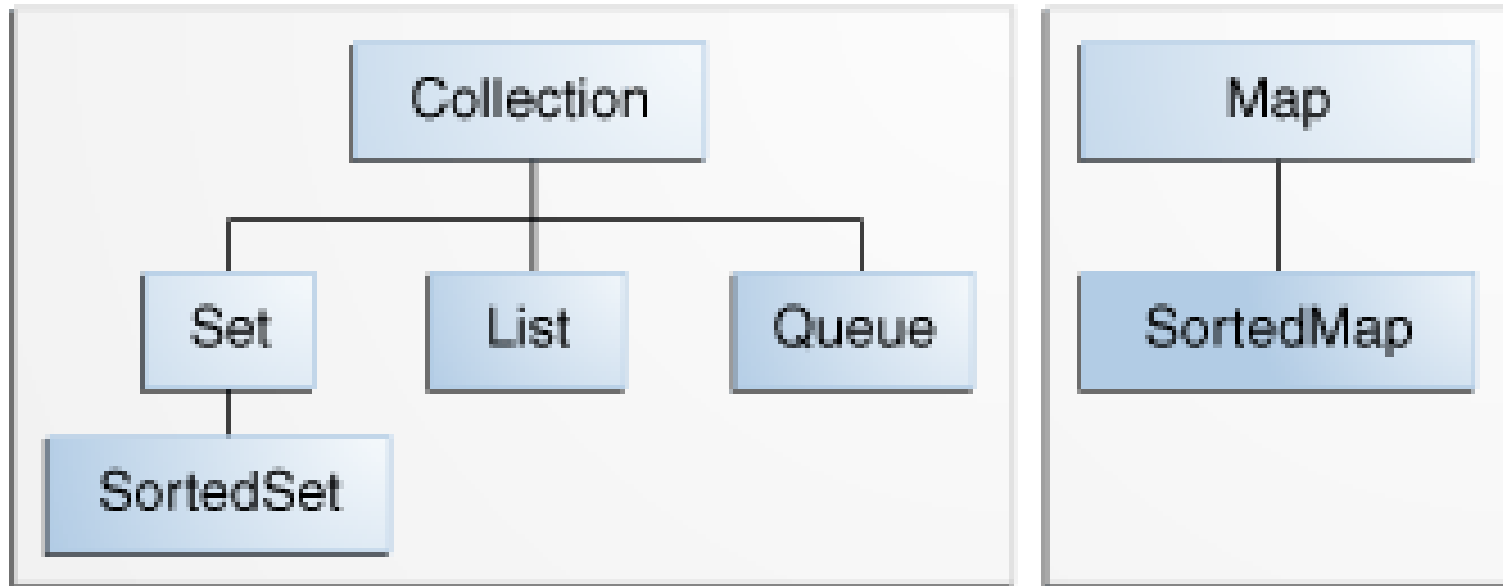 Collection
Map
Set
List
Queue
SortedMap
SortedSet